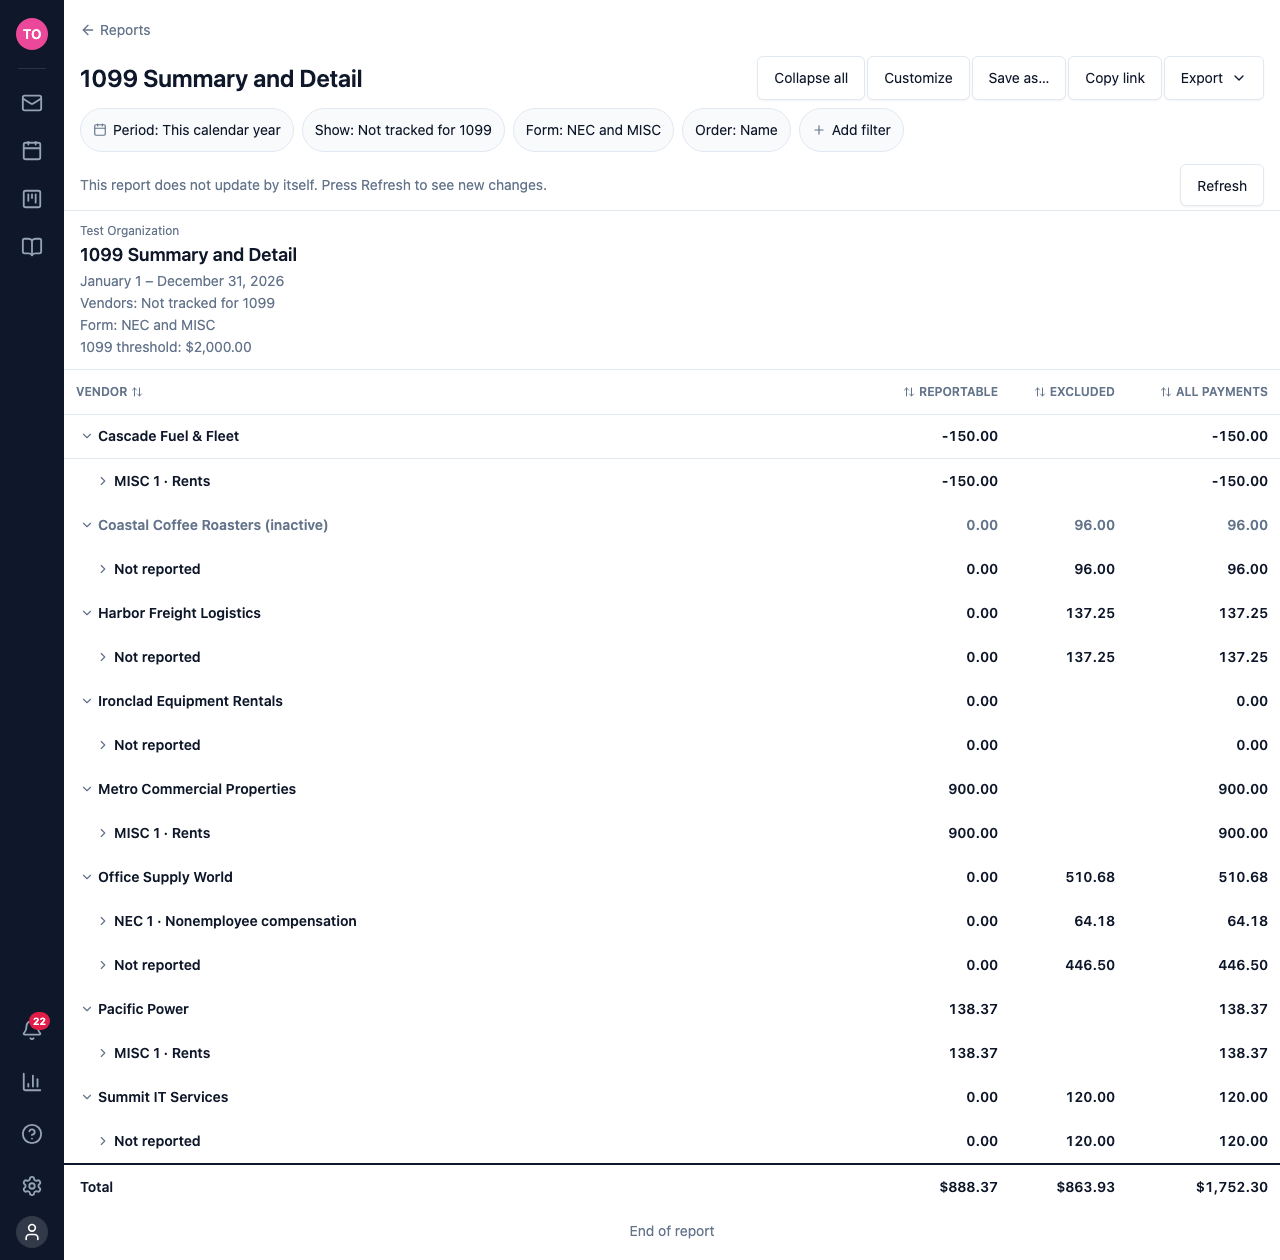 TO
Reports
1099 Summary and Detail
Collapse all
Customize
Save as...
Copy link
Export
Period: This calendar year
Show: Not tracked for 1099
Form: NEC and MISC
Order: Name
Add filter
This report does not update by itself. Press Refresh to see new changes.
Refresh
Test Organization
1099 Summary and Detail
January 1 – December 31, 2026
Vendors: Not tracked for 1099
Form: NEC and MISC
1099 threshold: $2,000.00
VENDOR REPORTABLE EXCLUDED ALL PAYMENTS
Cascade Fuel & Fleet -150.00 -150.00
MISC 1 · Rents -150.00 -150.00
Coastal Coffee Roasters (inactive) 0.00 96.00 96.00
Not reported 0.00 96.00 96.00
Harbor Freight Logistics 0.00 137.25 137.25
Not reported 0.00 137.25 137.25
Ironclad Equipment Rentals 0.00 0.00
Not reported 0.00 0.00
Metro Commercial Properties 900.00 900.00
MISC 1 · Rents 900.00 900.00
Office Supply World 0.00 510.68 510.68
NEC 1 · Nonemployee compensation 0.00 64.18 64.18
Not reported 0.00 446.50 446.50
Pacific Power 138.37 138.37
MISC 1 · Rents 138.37 138.37
Summit IT Services 0.00 120.00 120.00
Not reported 0.00 120.00 120.00
Total $888.37 $863.93 $1,752.30
End of report
22